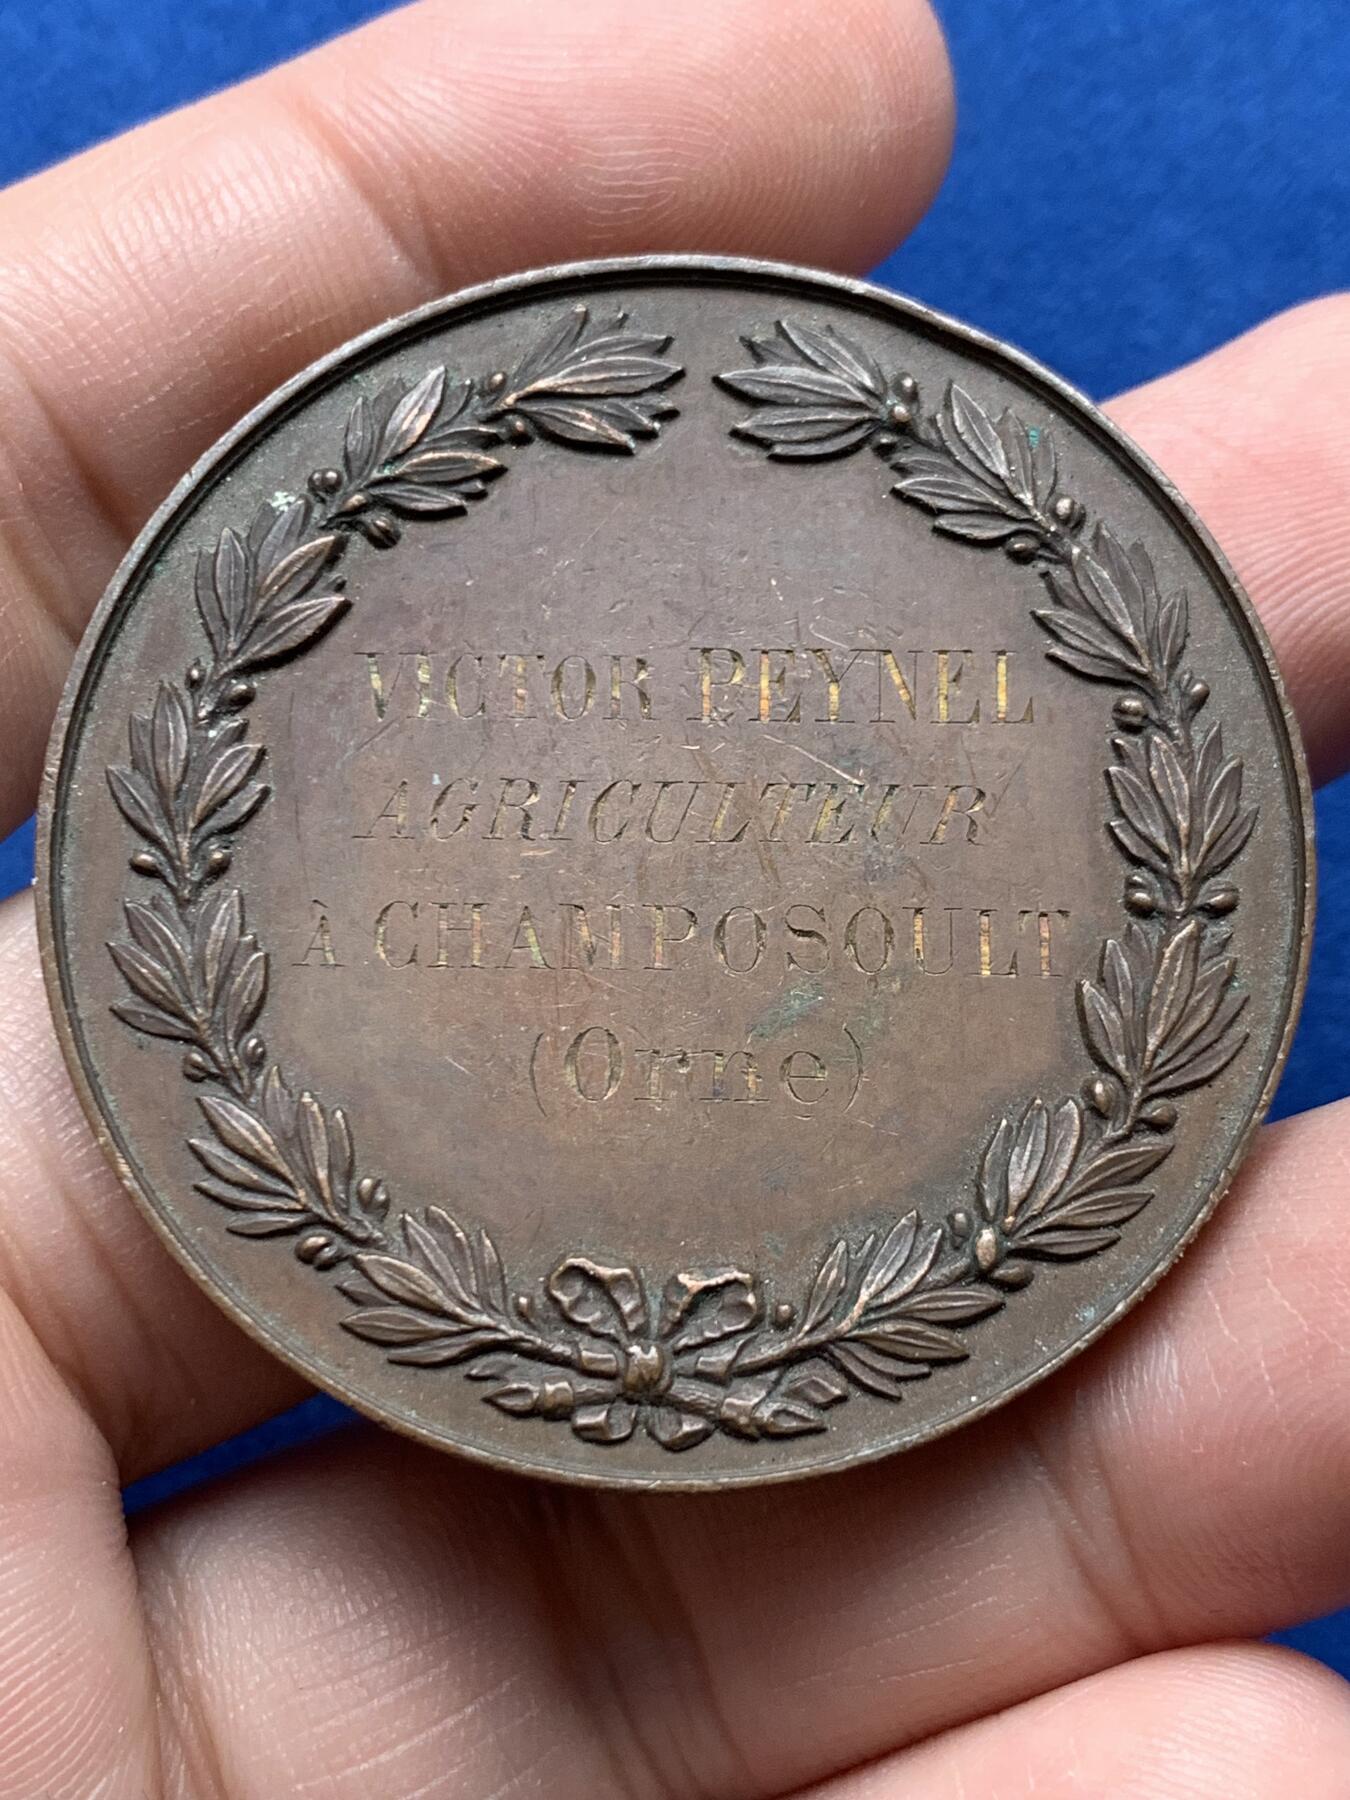 VICTOR PEYNEL
AGRICULTEUR
À CHAMPOSOULT
(Orne)